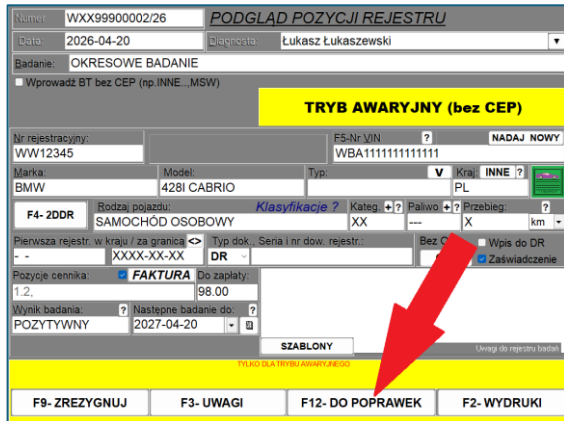 Numer: WXX99900002/26 PODGLĄD POZYCJI REJESTRU
Data: 2026-04-20 Diagnosta: Łukasz Łukaszewski
Badanie: OKRESOWE BADANIE
Wprowadź BT bez CEP (np.INNE..,MSW)
TRYB AWARYJNY (bez CEP)
Nr rejestracyjny: F5-Nr VIN ? NADAJ NOWY
WW12345 WBA1111111111111
Marka: Model: Typ: V Kraj: INNE ?
BMW 428I CABRIO PL
F4- 2DDR Rodzaj pojazdu: Klasyfikacje ? Kateg. + ? Paliwo + ? Przebieg: ?
SAMOCHÓD OSOBOWY XX --- X km
Pierwsza rejestr. w kraju / za granica <> Typ dok., Seria i nr dow. rejestr.: Bez Wpis do DR
- - XXXX-XX-XX DR Zaświadczenie
Pozycje cennika: FAKTURA Do zapłaty:
1.2, 98.00
Wynik badania: ? Następne badanie do: ?
POZYTYWNY 2027-04-20
SZABLONY Uwagi do rejestru badań
TYLKO DLA TRYBU AWARYJNEGO
F9- ZREZYGNUJ F3- UWAGI F12- DO POPRAWEK F2- WYDRUKI